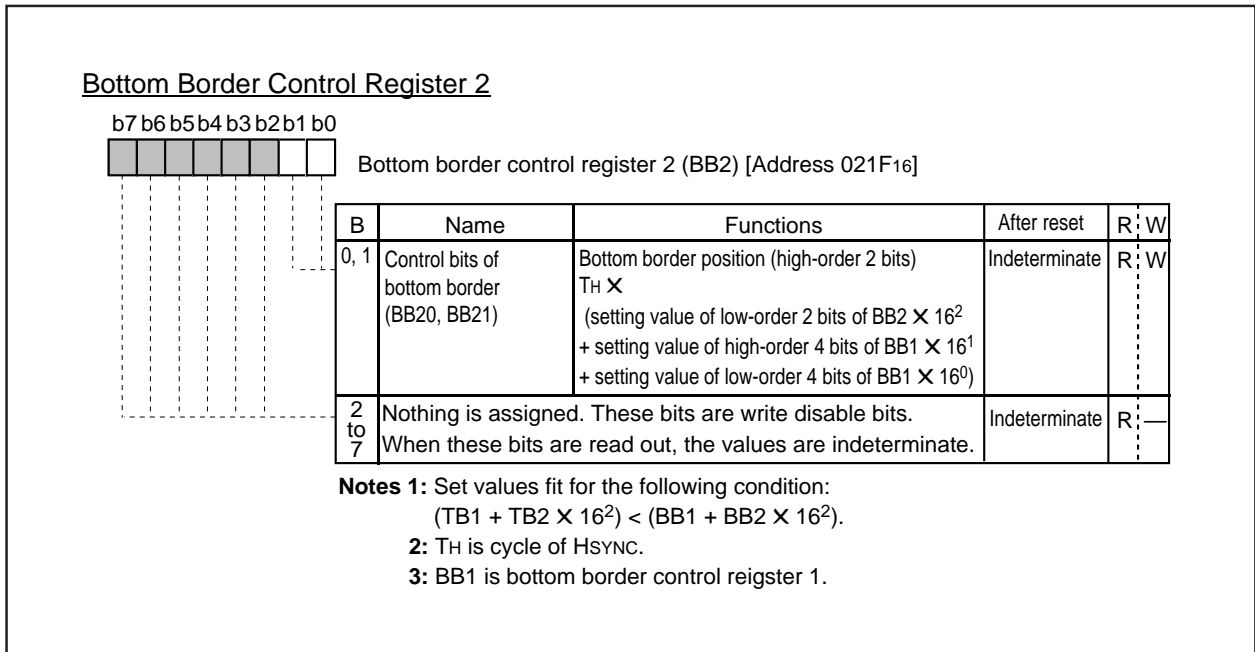 Bottom Border Control Register 2
b7 b6 b5 b4 b3 b2 b1 b0
Bottom border control register 2 (BB2) [Address 021F16]
B Name Functions After reset R W
0, 1 Control bits of bottom border (BB20, BB21) Bottom border position (high-order 2 bits) Indeterminate R W
TH ×
(setting value of low-order 2 bits of BB2 × 16²
+ setting value of high-order 4 bits of BB1 × 16¹
+ setting value of low-order 4 bits of BB1 × 16⁰)
2 to 7 Nothing is assigned. These bits are write disable bits. Indeterminate R —
When these bits are read out, the values are indeterminate.
Notes 1: Set values fit for the following condition:
(TB1 + TB2 × 16²) < (BB1 + BB2 × 16²).
2: TH is cycle of HSYNC.
3: BB1 is bottom border control reigster 1.